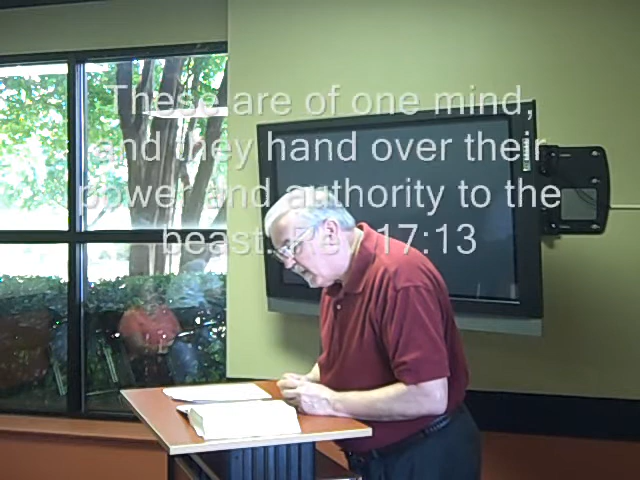 These are of one mind,
and they hand over their
power and authority to the
beast. 17:13